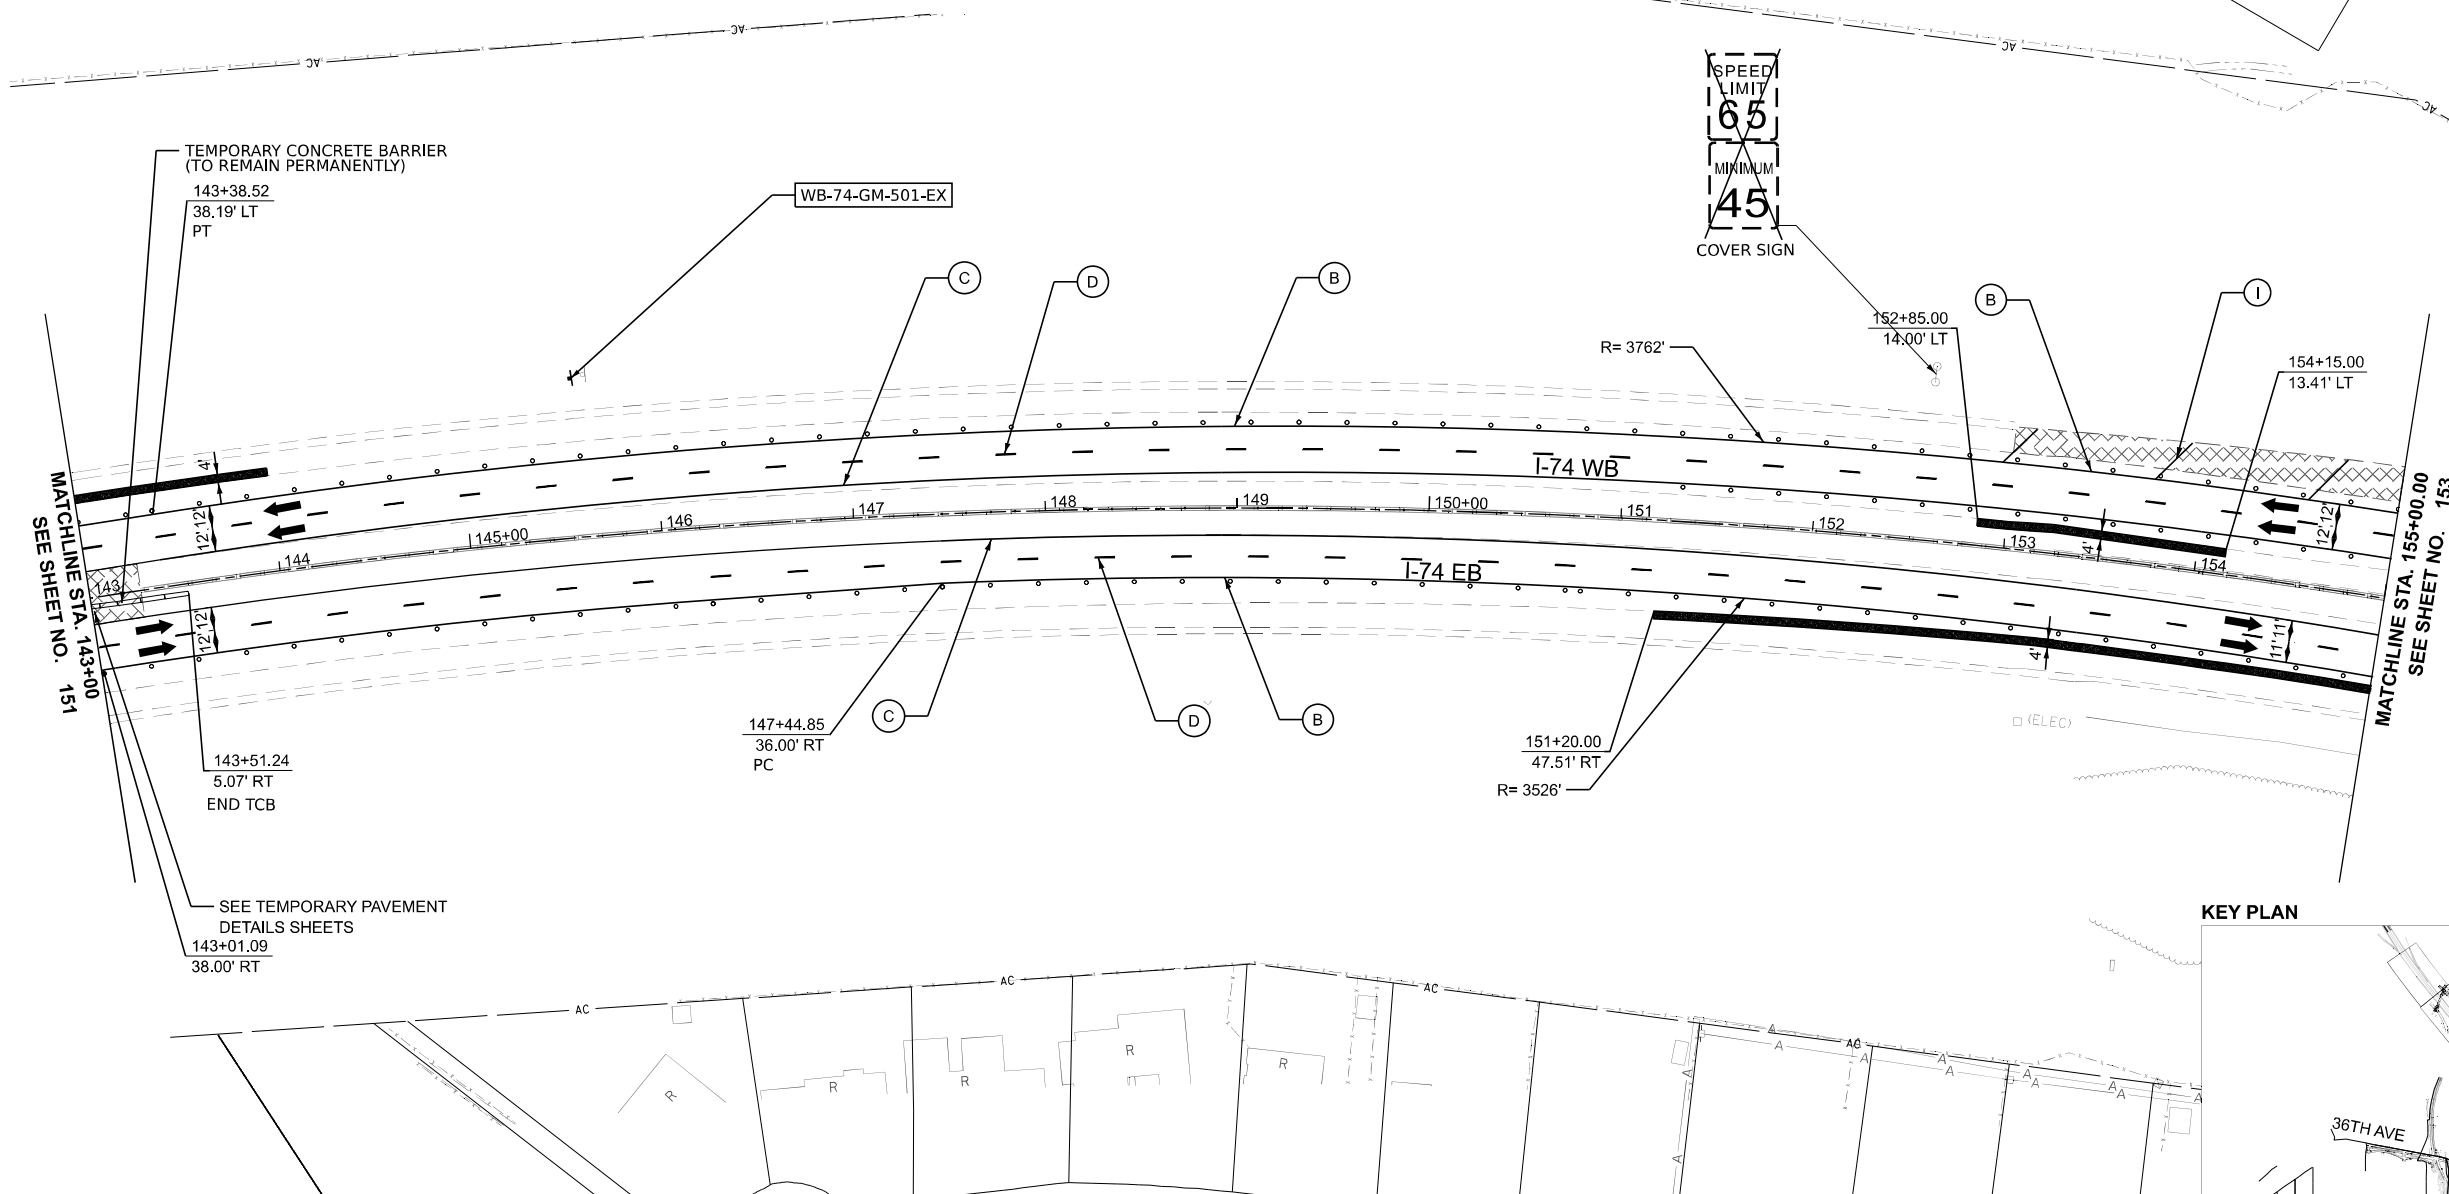 AC
AC
AC
AC
SPEED
LIMIT
65
MINIMUM
45
COVER SIGN
TEMPORARY CONCRETE BARRIER
(TO REMAIN PERMANENTLY)
143+38.52
38.19' LT
PT
WB-74-GM-501-EX
C
D
B
B
I
152+85.00
14.00' LT
R= 3762'
154+15.00
13.41' LT
MATCHLINE STA. 143+00
SEE SHEET NO. 151
4'
12'
12'
I-74 WB
12'
12'
143
144
145+00
146
147
148
149
150+00
151
152
153
154
4'
I-74 EB
12'
12'
11'
11'
4'
MATCHLINE STA. 155+00.00
SEE SHEET NO. 153
C
D
B
147+44.85
36.00' RT
PC
151+20.00
47.51' RT
R= 3526'
(ELEC)
143+51.24
5.07' RT
END TCB
SEE TEMPORARY PAVEMENT
DETAILS SHEETS
143+01.09
38.00' RT
KEY PLAN
AC
AC
AC
AC
A
A
A
A
A
A
A
A
A
A
A
A
A
R
R
R
R
R
36TH AVE